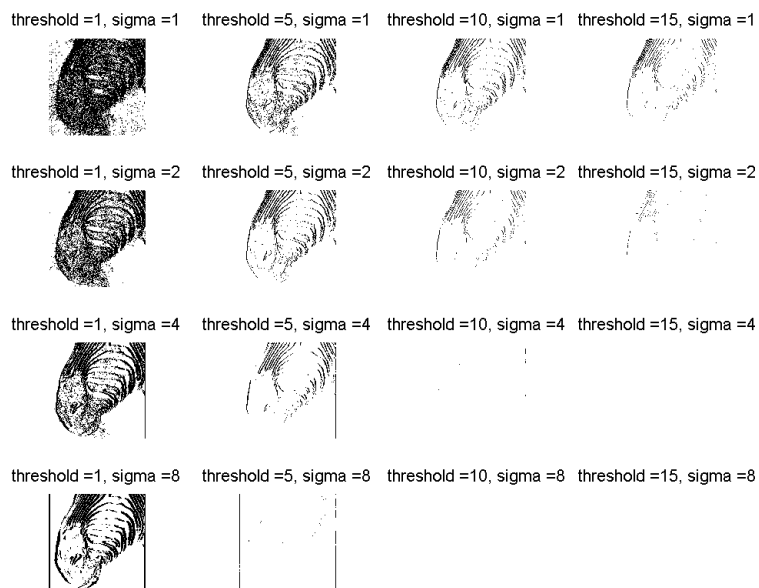 threshold =1, sigma =1 threshold =5, sigma =1 threshold =10, sigma =1 threshold =15, sigma =1
threshold =1, sigma =2 threshold =5, sigma =2 threshold =10, sigma =2 threshold =15, sigma =2
threshold =1, sigma =4 threshold =5, sigma =4 threshold =10, sigma =4 threshold =15, sigma =4
threshold =1, sigma =8 threshold =5, sigma =8 threshold =10, sigma =8 threshold =15, sigma =8